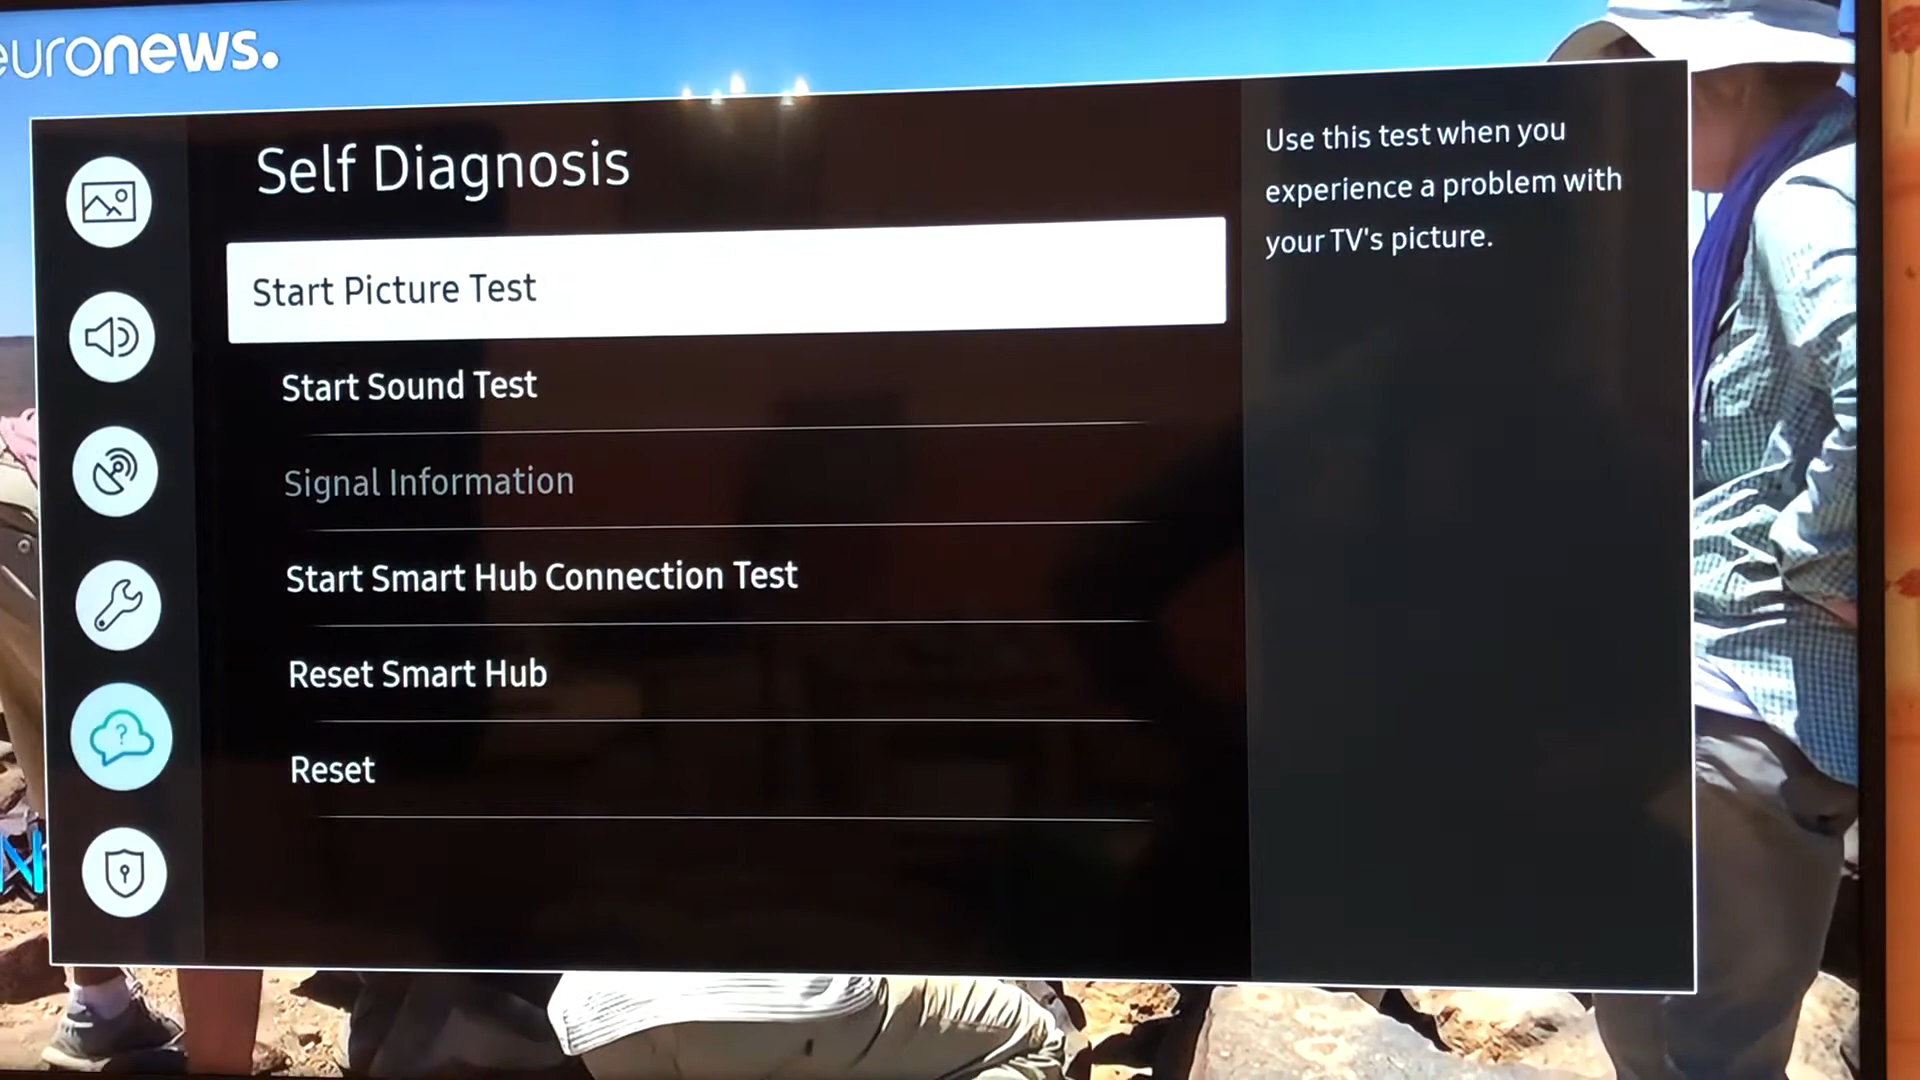 euronews.
Self Diagnosis
Start Picture Test
Start Sound Test
Signal Information
Start Smart Hub Connection Test
Reset Smart Hub
Reset
Use this test when you
experience a problem with
your TV's picture.
?
N